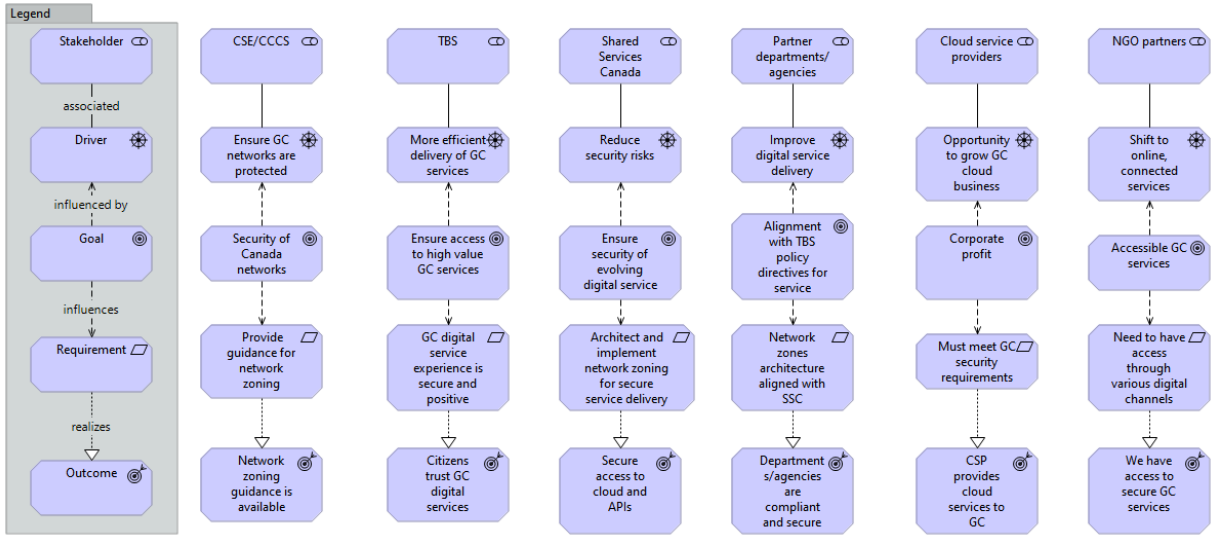 Legend
Stakeholder
associated
Driver
influenced by
Goal
influences
Requirement
realizes
Outcome
CSE/CCCS
Ensure GC
networks are
protected
Security of
Canada
networks
Provide
guidance for
network
zoning
Network
zoning
guidance is
available
TBS
More efficient
delivery of GC
services
Ensure access
to high value
GC services
GC digital
service
experience is
secure and
positive
Citizens
trust GC
digital
services
Shared
Services
Canada
Reduce
security risks
Ensure
security of
evolving
digital service
Architect and
implement
network zoning
for secure
service delivery
Secure
access to
cloud and
APIs
Partner
departments/
agencies
Improve
digital service
delivery
Alignment
with TBS
policy
directives for
service
Network
zones
architecture
aligned with
SSC
Department
s/agencies
are
compliant
and secure
Cloud service
providers
Opportunity
to grow GC
cloud
business
Corporate
profit
Must meet GC
security
requirements
CSP
provides
cloud
services to
GC
NGO partners
Shift to
online,
connected
services
Accessible GC
services
Need to have
access
through
various digital
channels
We have
access to
secure GC
services